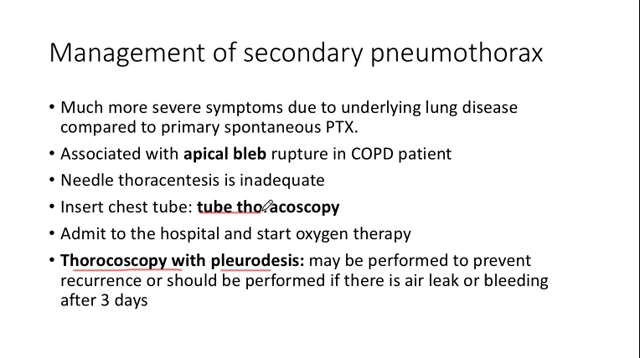 Management of secondary pneumothorax
• Much more severe symptoms due to underlying lung disease
compared to primary spontaneous PTX.
• Associated with apical bleb rupture in COPD patient
• Needle thoracentesis is inadequate
• Insert chest tube: tube thoracoscopy
• Admit to the hospital and start oxygen therapy
• Thorocoscopy with pleurodesis: may be performed to prevent
recurrence or should be performed if there is air leak or bleeding
after 3 days